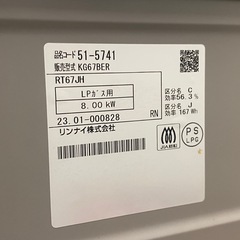 品名コード 51-5741
販売型式 KG67BER
RT67JH
LPガス用
8.00 kW
RN
23.01-000828
リンナイ株式会社
区分名 C
効率56.3 %
区分名 J
効率 167 Wh
JIA
PS
LPG